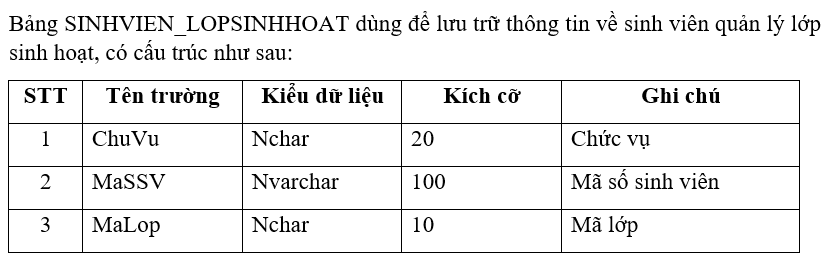 Bảng SINHVIEN_LOPSINHHOAT dùng để lưu trữ thông tin về sinh viên quản lý lớp
sinh hoạt, có cấu trúc như sau:
STT Tên trường Kiểu dữ liệu Kích cỡ Ghi chú
1 ChuVu Nchar 20 Chức vụ
2 MaSSV Nvarchar 100 Mã số sinh viên
3 MaLop Nchar 10 Mã lớp